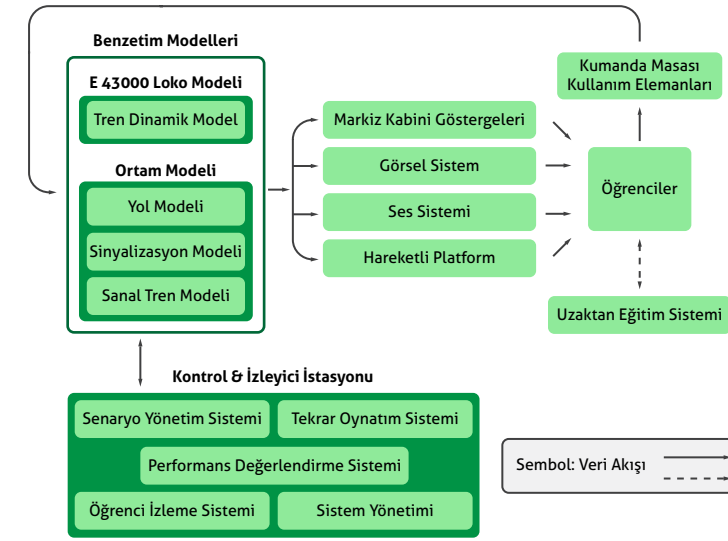 Benzetim Modelleri
E 43000 Loko Modeli
Tren Dinamik Model
Ortam Modeli
Yol Modeli
Sinyalizasyon Modeli
Sanal Tren Modeli
Markiz Kabini Göstergeleri
Görsel Sistem
Ses Sistemi
Hareketli Platform
Kumanda Masası
Kullanım Elemanları
Öğrenciler
Uzaktan Eğitim Sistemi
Kontrol & İzleyici İstasyonu
Senaryo Yönetim Sistemi
Tekrar Oynatım Sistemi
Performans Değerlendirme Sistemi
Öğrenci İzleme Sistemi
Sistem Yönetimi
Sembol: Veri Akışı